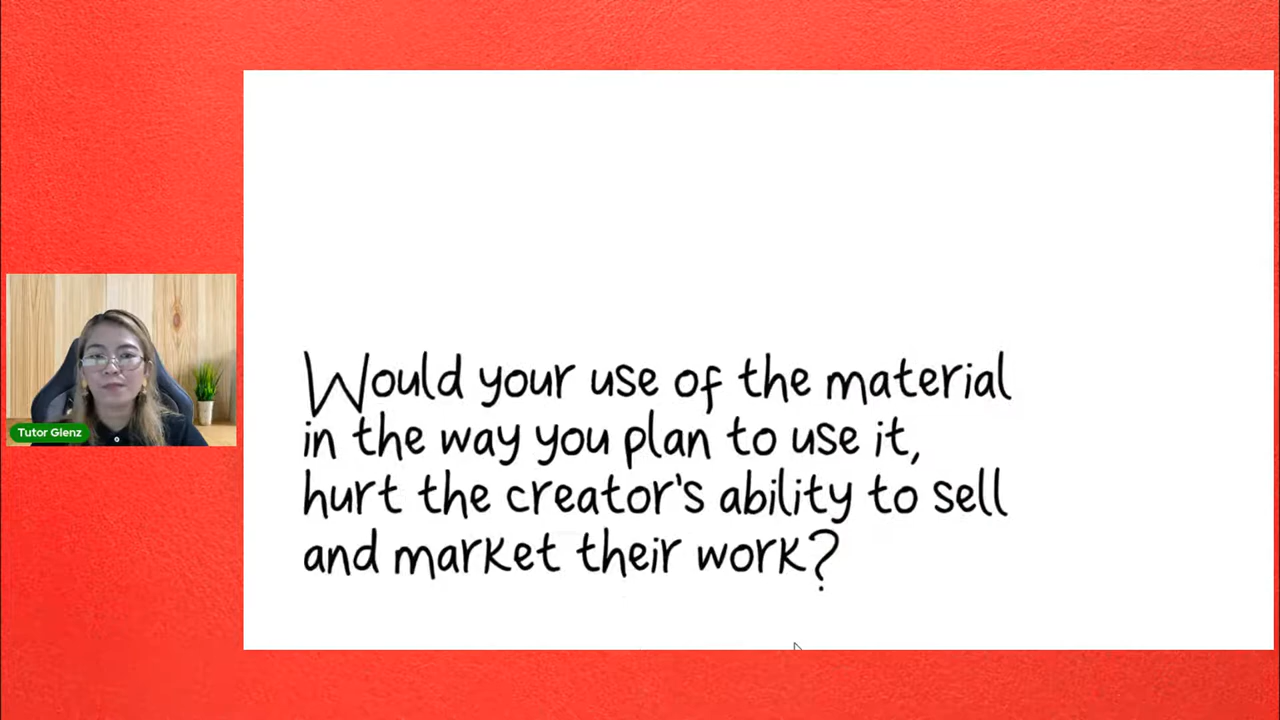 Would your use of the material
in the way you plan to use it,
hurt the creator's ability to sell
and market their work?
Tutor Glenz